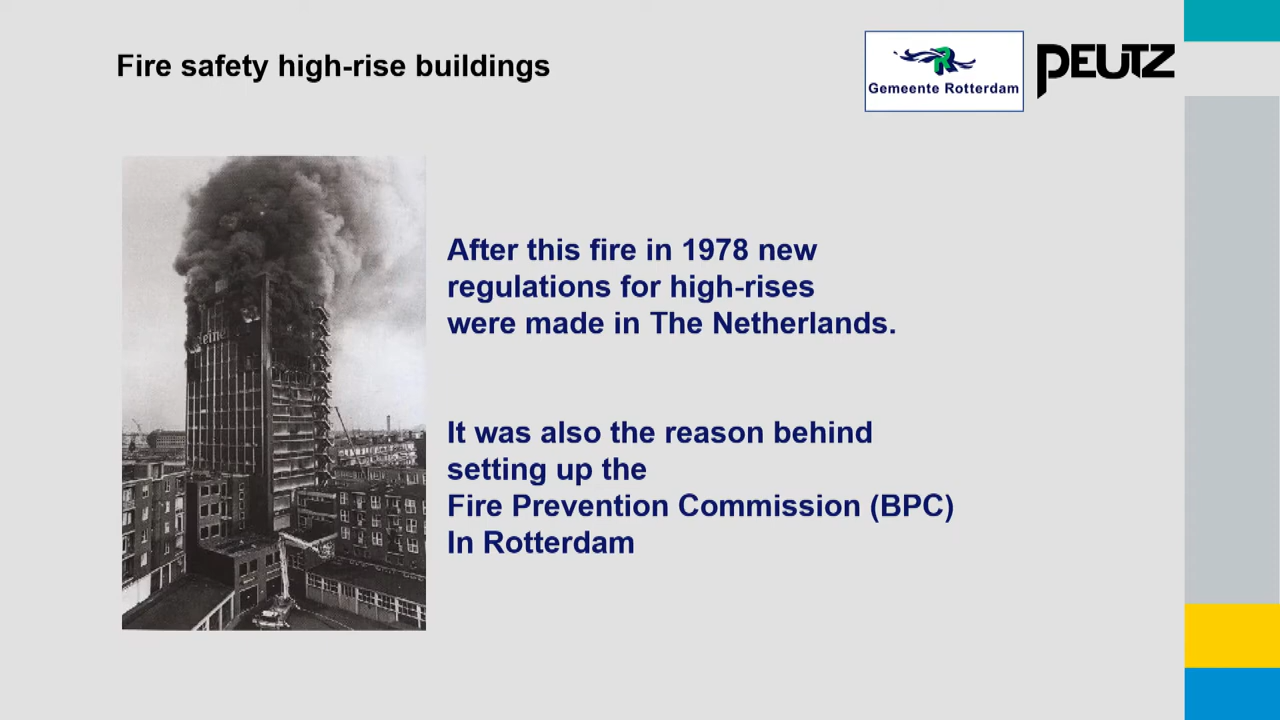 Fire safety high-rise buildings
Gemeente Rotterdam
PEUTZ
After this fire in 1978 new
regulations for high-rises
were made in The Netherlands.
It was also the reason behind
setting up the
Fire Prevention Commission (BPC)
In Rotterdam